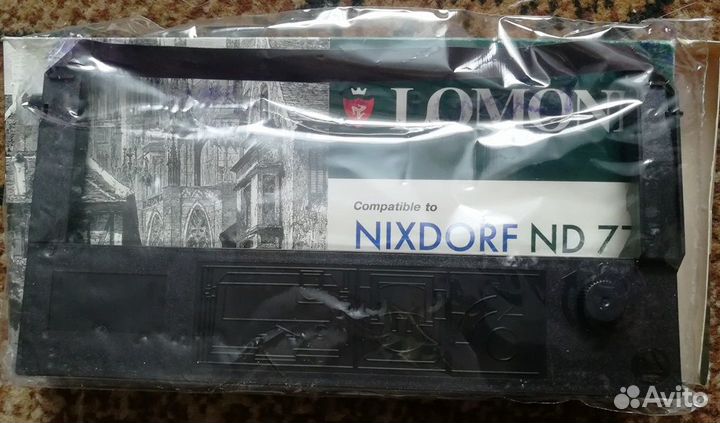 LOMON
Compatible to
NIXDORF ND 77
Avito